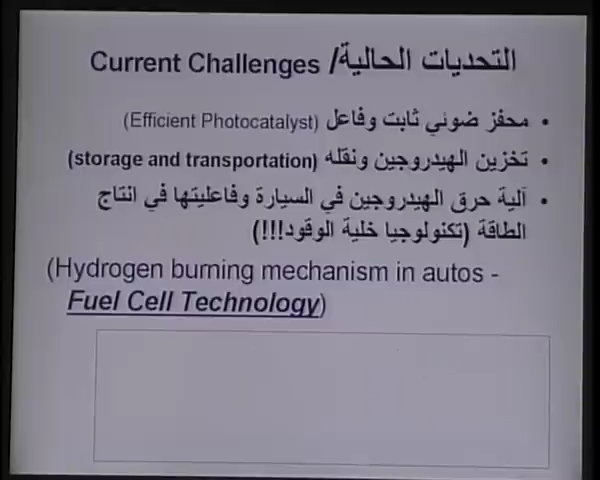 التحديات الحالية/ Current Challenges
• محفز ضوئي ثابت وفاعل (Efficient Photocatalyst)
• تخزين الهيدروجين ونقله (storage and transportation)
• آلية حرق الهيدروجين في السيارة وفاعليتها في انتاج
الطاقة (تكنولوجيا خلية الوقود!!!)
(Hydrogen burning mechanism in autos -
Fuel Cell Technology)